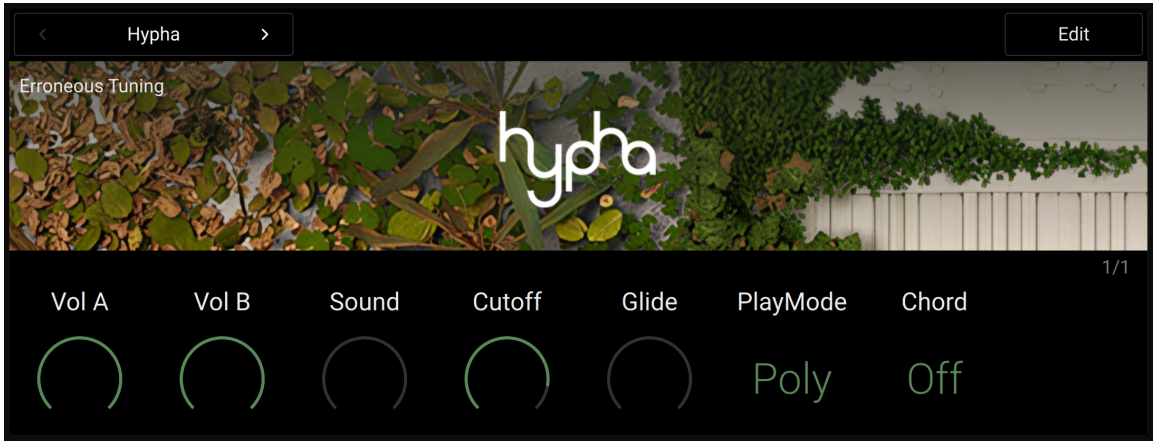 Hypha
Edit
Erroneous Tuning
hypha
1/1
Vol A Vol B Sound Cutoff Glide PlayMode Chord
Poly Off